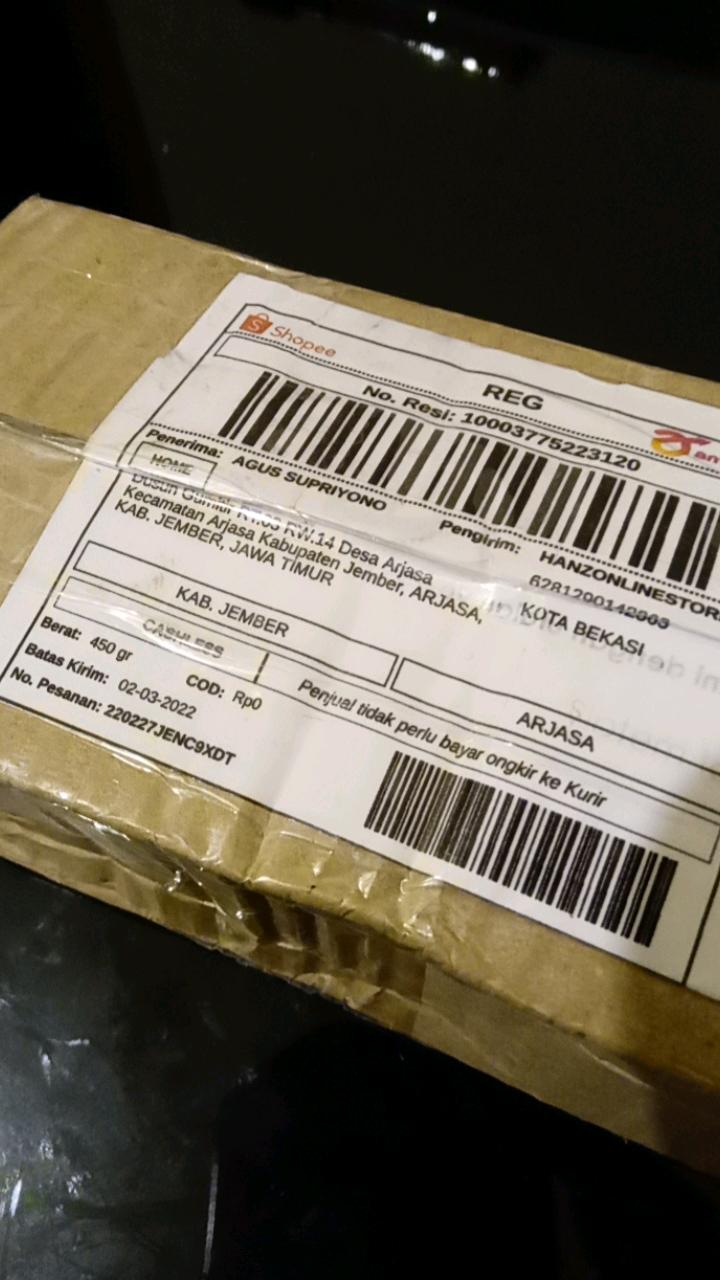 Shopee
REG
No. Resi: 10003775223120
Penerima: AGUS SUPRIYONO
HOME
Pengirim: HANZONLINESTOR
Dusun RW.14 Desa Arjasa
Kecamatan Arjasa Kabupaten Jember, ARJASA,
KAB. JEMBER, JAWA TIMUR
KOTA BEKASI
KAB. JEMBER
ARJASA
CASHLESS
Penjual tidak perlu bayar ongkir ke Kurir
Berat: 450 gr
COD: Rp0
Batas Kirim: 02-03-2022
No. Pesanan: 220227JENC9XDT